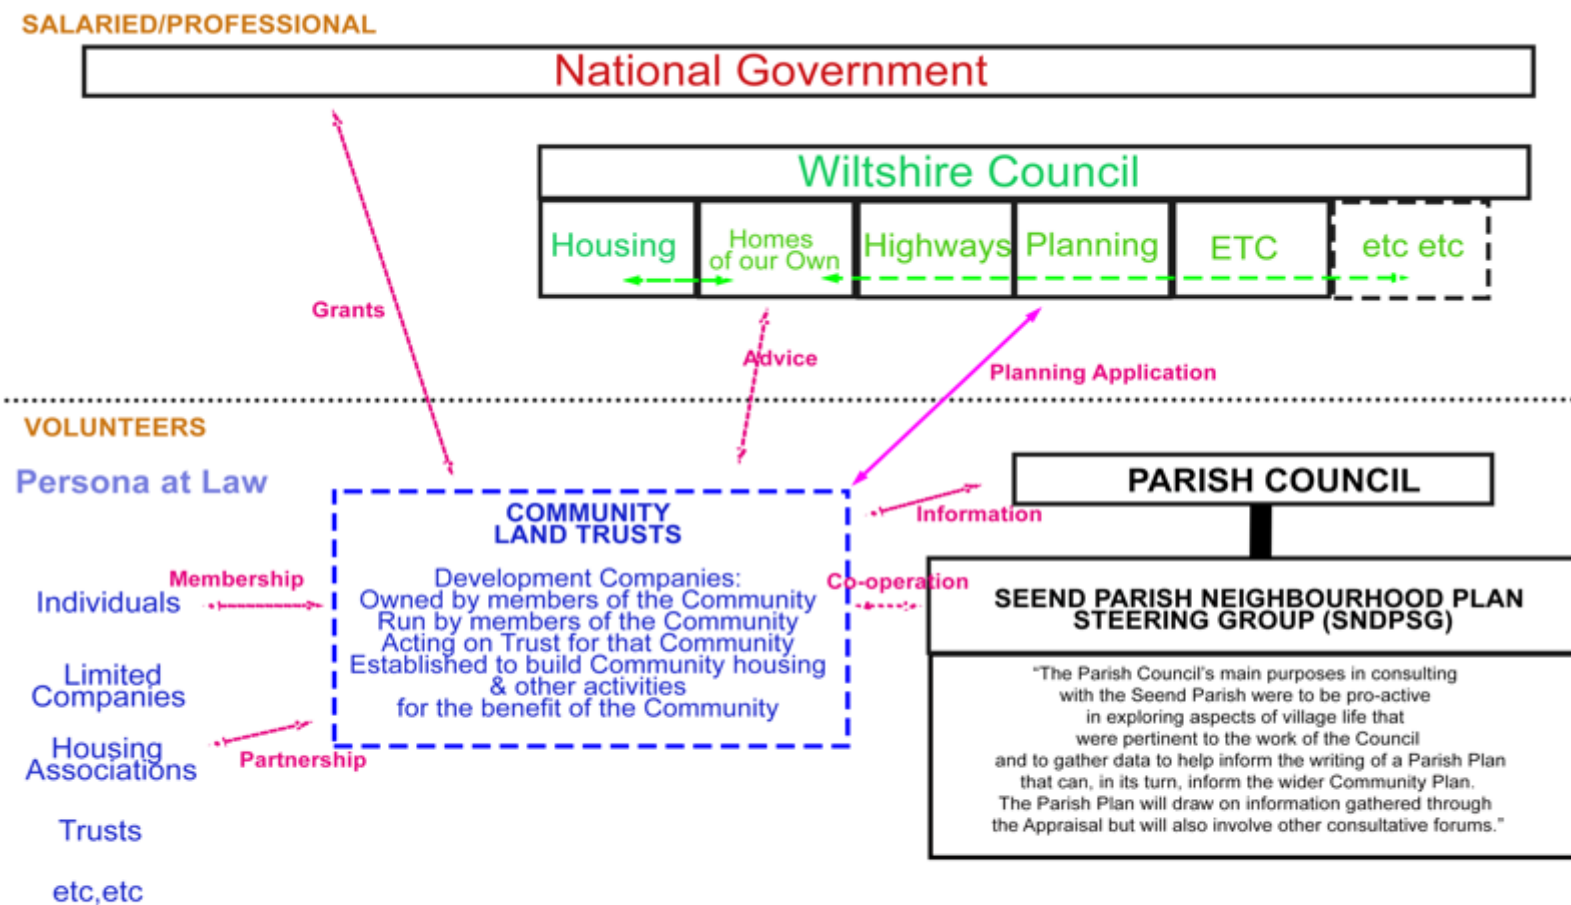 SALARIED/PROFESSIONAL
National Government
Wiltshire Council
Housing
Homes
of our Own
Highways
Planning
ETC
etc etc
Grants
Advice
Planning Application
VOLUNTEERS
Persona at Law
Individuals
Limited
Companies
Housing
Associations
Trusts
etc,etc
Membership
Partnership
COMMUNITY
LAND TRUSTS
Development Companies:
Owned by members of the Community
Run by members of the Community
Acting on Trust for that Community
Established to build Community housing
& other activities
for the benefit of the Community
Information
Co-operation
PARISH COUNCIL
SEEND PARISH NEIGHBOURHOOD PLAN
STEERING GROUP (SNDPSG)
“The Parish Council’s main purposes in consulting
with the Seend Parish were to be pro-active
in exploring aspects of village life that
were pertinent to the work of the Council
and to gather data to help inform the writing of a Parish Plan
that can, in its turn, inform the wider Community Plan.
The Parish Plan will draw on information gathered through
the Appraisal but will also involve other consultative forums.”